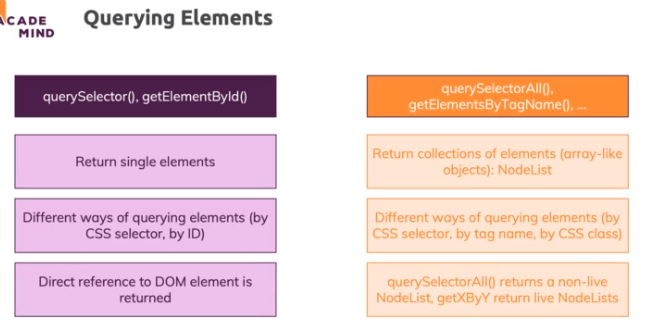 ACADE
MIND
Querying Elements
querySelector(), getElementById()
Return single elements
Different ways of querying elements (by
CSS selector, by ID)
Direct reference to DOM element is
returned
querySelectorAll(),
getElementsByTagName(), ...
Return collections of elements (array-like
objects): NodeList
Different ways of querying elements (by
CSS selector, by tag name, by CSS class)
querySelectorAll() returns a non-live
NodeList, getXByY return live NodeLists